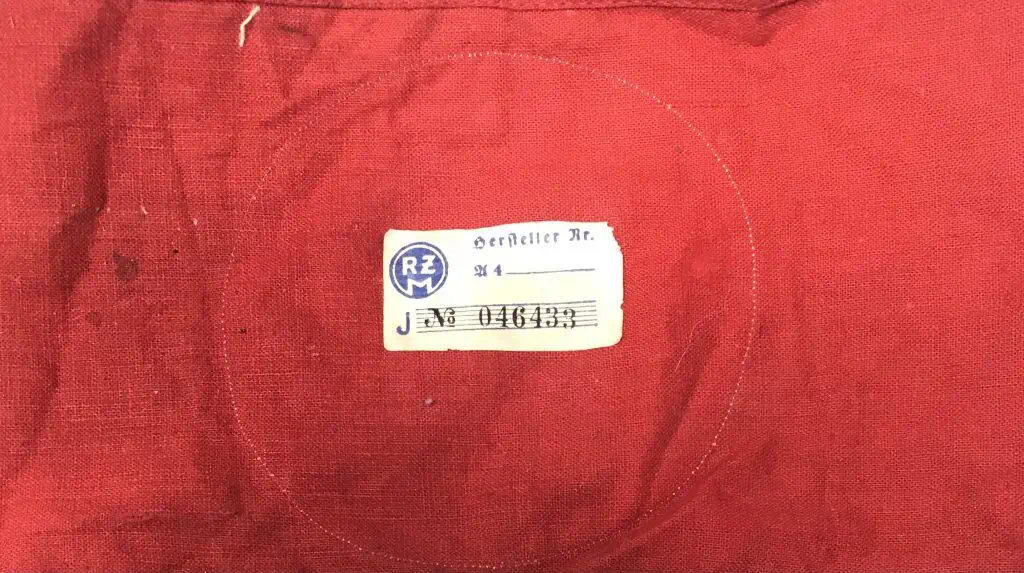 RZM
Hersteller Nr.
A 4
J № 046433